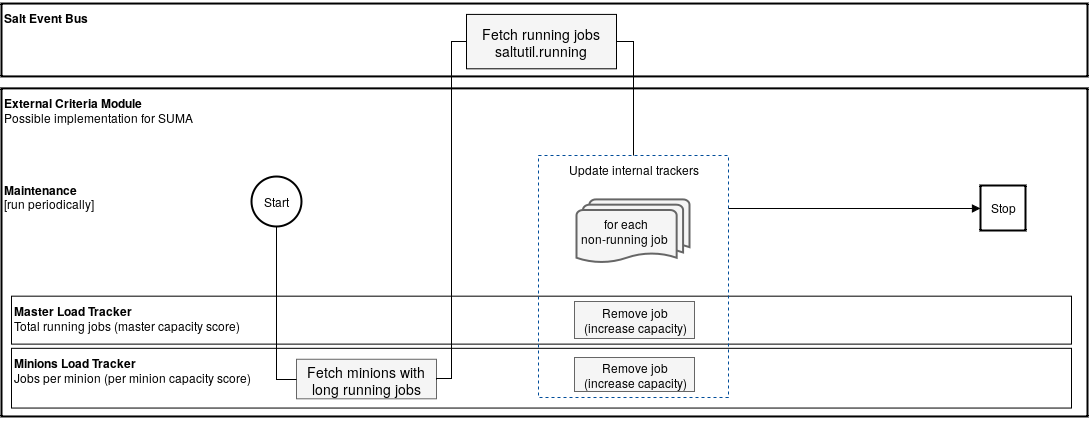 Salt Event Bus
Fetch running jobs
saltutil.running
External Criteria Module
Possible implementation for SUMA
Maintenance
[run periodically]
Start
Update internal trackers
for each
non-running job
Stop
Master Load Tracker
Total running jobs (master capacity score)
Remove job
(increase capacity)
Minions Load Tracker
Jobs per minion (per minion capacity score)
Fetch minions with
long running jobs
Remove job
(increase capacity)